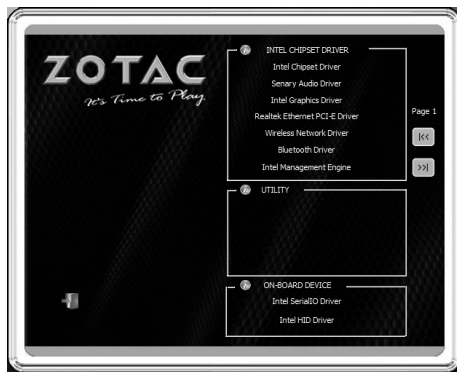 ZOTAC
It's Time to Play
INTEL CHIPSET DRIVER
Intel Chipset Driver
Senary Audio Driver
Intel Graphics Driver
Realtek Ethernet PCI-E Driver
Wireless Network Driver
Bluetooth Driver
Intel Management Engine
Page 1
|<<
>>|
UTILITY
ON-BOARD DEVICE
Intel SerialIO Driver
Intel HID Driver